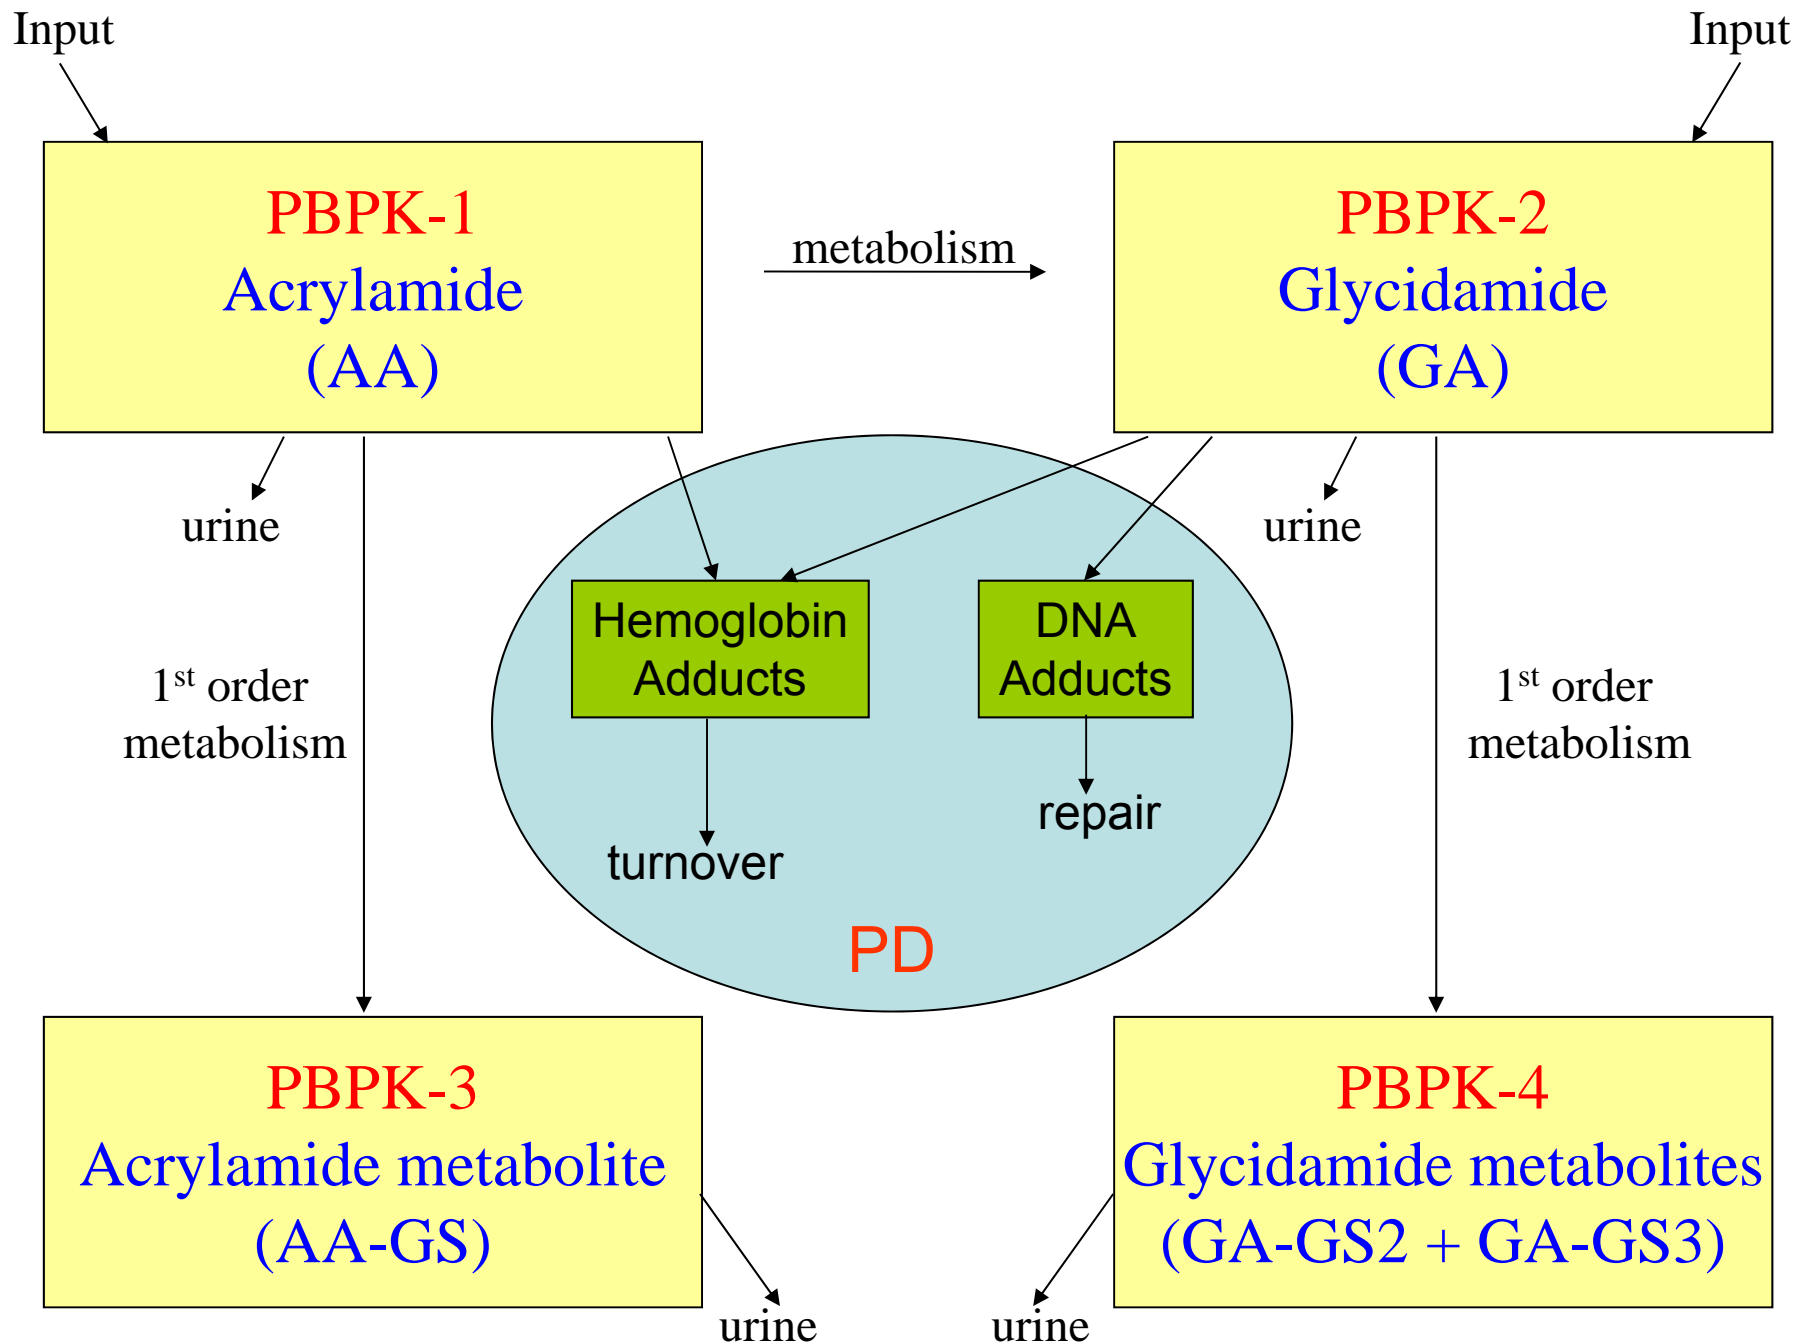 Input
Input
PBPK-1
Acrylamide
(AA)
metabolism
PBPK-2
Glycidamide
(GA)
urine
urine
Hemoglobin
Adducts
DNA
Adducts
1st order
metabolism
1st order
metabolism
repair
turnover
PD
PBPK-3
Acrylamide metabolite
(AA-GS)
PBPK-4
Glycidamide metabolites
(GA-GS2 + GA-GS3)
urine
urine